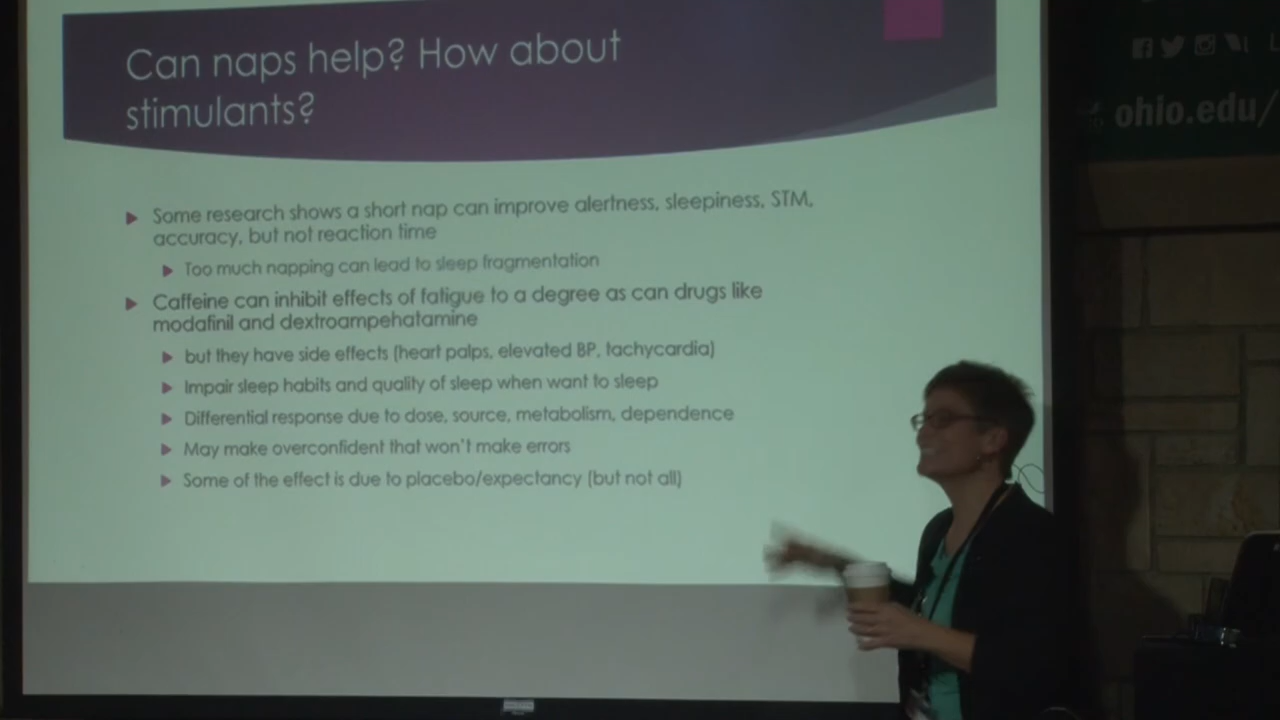 Can naps help? How about
stimulants?
Some research shows a short nap can improve alertness, sleepiness, STM,
accuracy, but not reaction time
Too much napping can lead to sleep fragmentation
Caffeine can inhibit effects of fatigue to a degree as can drugs like
modafinil and dextroampehatamine
but they have side effects (heart palps, elevated BP, tachycardia)
Impair sleep habits and quality of sleep when want to sleep
Differential response due to dose, source, metabolism, dependence
May make overconfident that won't make errors
Some of the effect is due to placebo/expectancy (but not all)
ohio.edu/